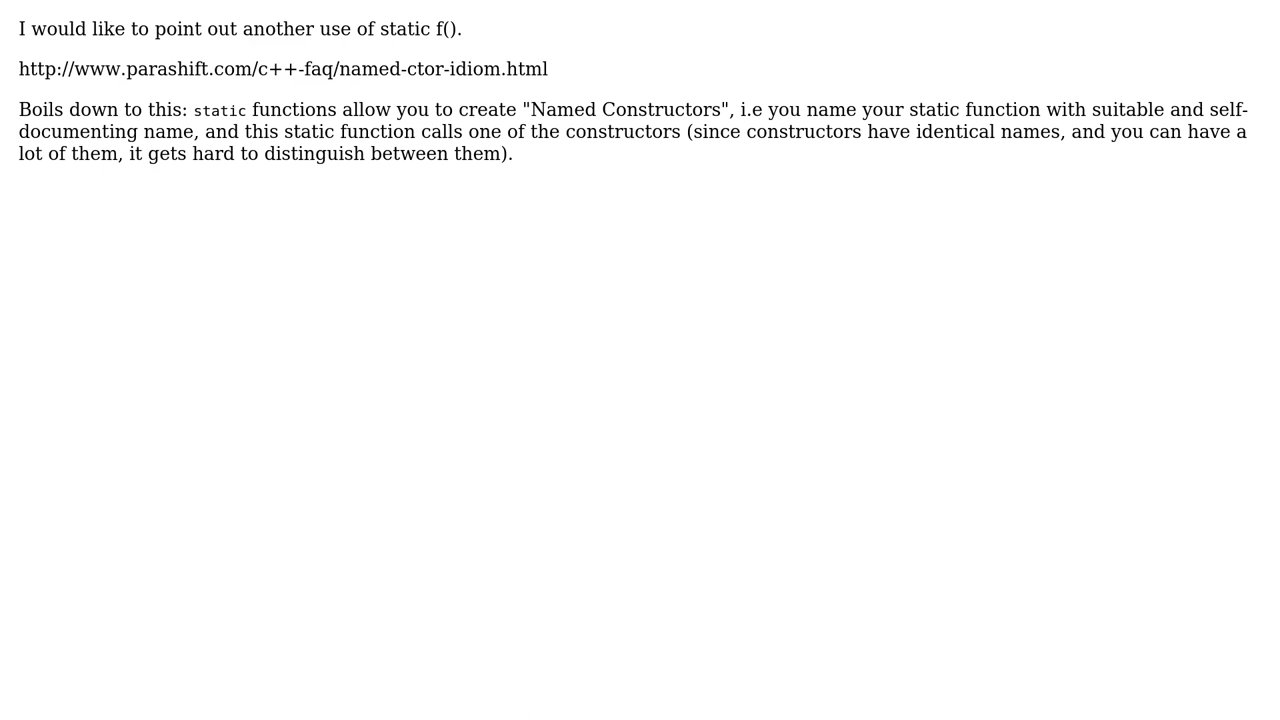 I would like to point out another use of static f().
http://www.parashift.com/c++-faq/named-ctor-idiom.html
Boils down to this: static functions allow you to create "Named Constructors", i.e you name your static function with suitable and self-
documenting name, and this static function calls one of the constructors (since constructors have identical names, and you can have a
lot of them, it gets hard to distinguish between them).